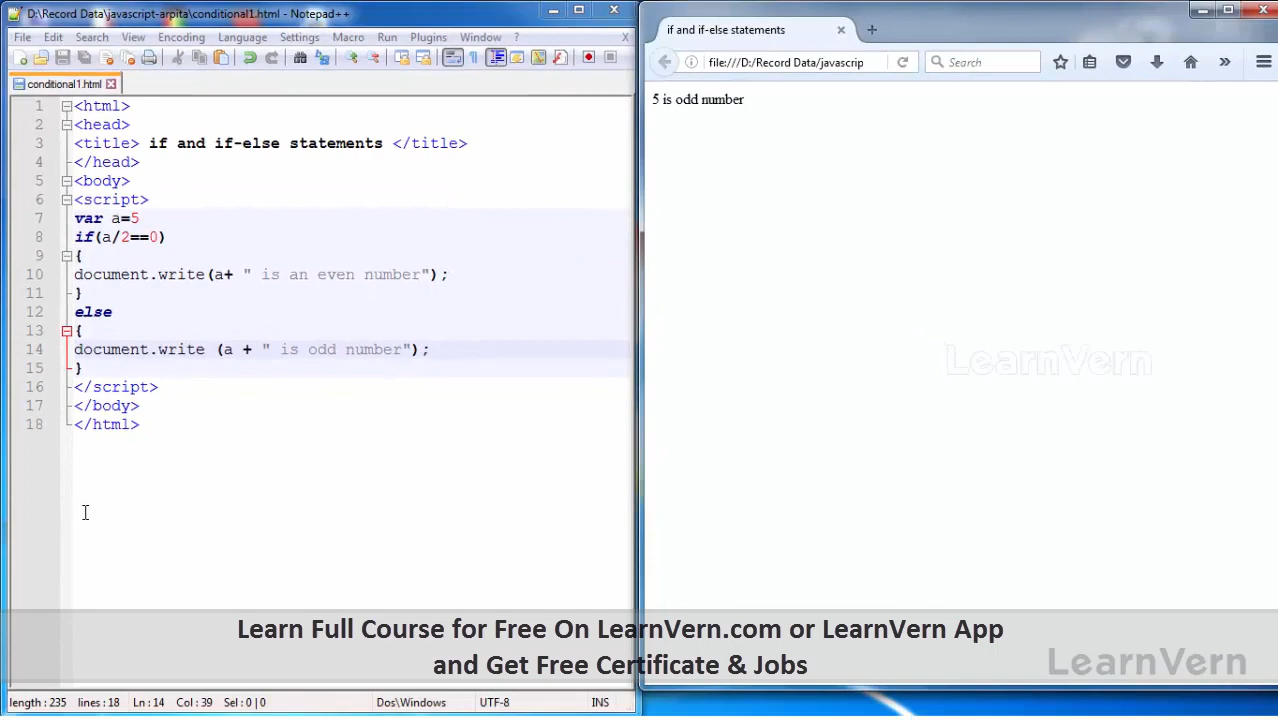 D:\Record Data\javascript-arpita\conditional1.html - Notepad++
File Edit Search View Encoding Language Settings Macro Run Plugins Window ? X
conditional1.html
1 <html>
2 <head>
3 <title> if and if-else statements </title>
4 </head>
5 <body>
6 <script>
7 var a=5
8 if(a/2==0)
9 {
10 document.write(a+ " is an even number");
11 }
12 else
13 {
14 document.write (a + " is odd number");
15 }
16 </script>
17 </body>
18 </html>
length : 235 lines : 18 Ln : 14 Col : 39 Sel : 0 | 0 Dos\Windows UTF-8 INS
if and if-else statements
file:///D:/Record Data/javascrip
Search
5 is odd number
LearnVern
Learn Full Course for Free On LearnVern.com or LearnVern App
and Get Free Certificate & Jobs
LearnVern